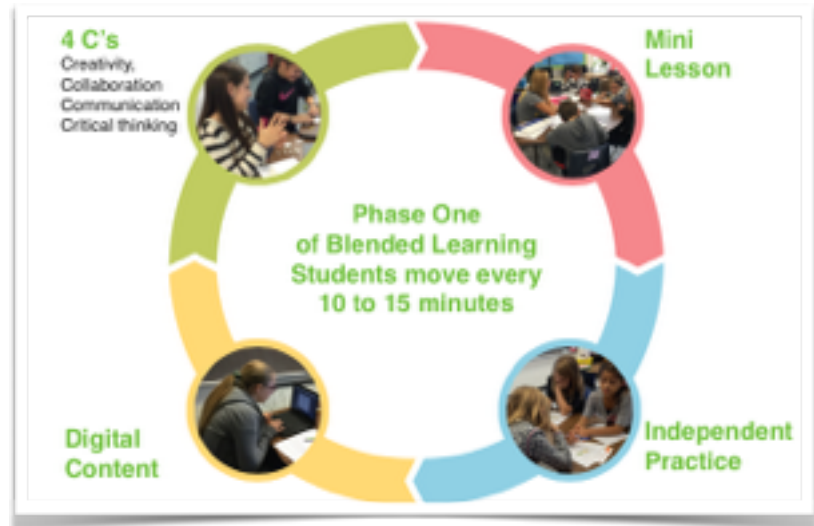 4 C's
Creativity,
Collaboration
Communication
Critical thinking
Mini
Lesson
Phase One
of Blended Learning
Students move every
10 to 15 minutes
Digital
Content
Independent
Practice